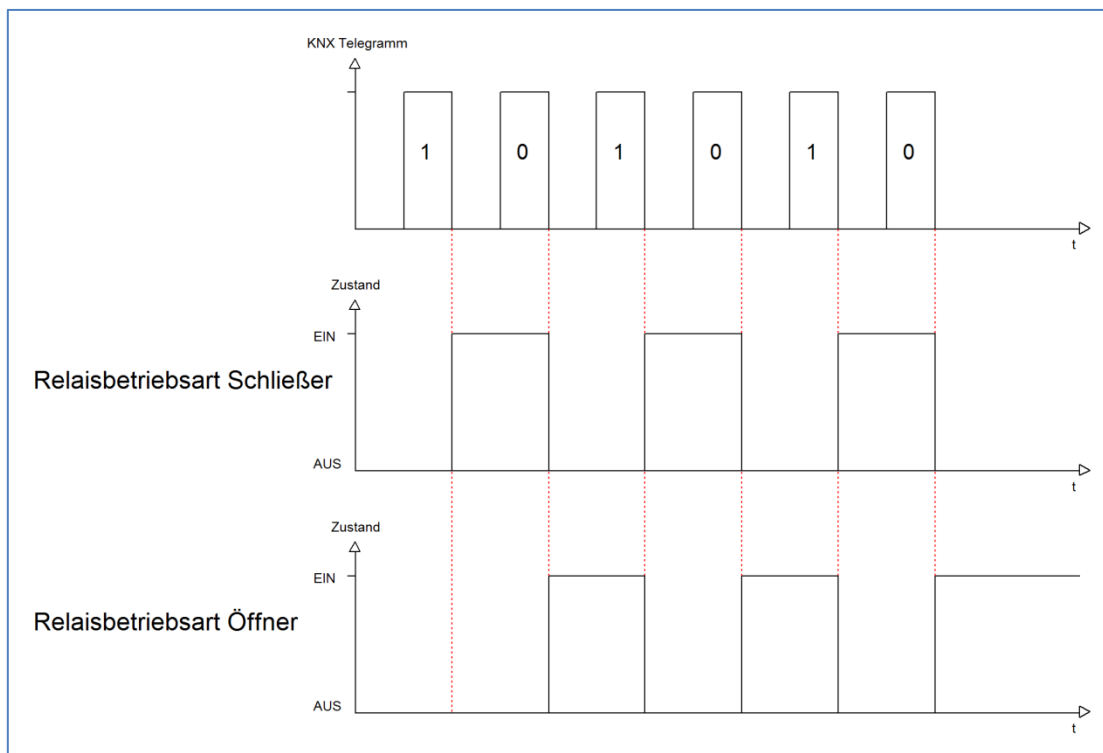 KNX Telegramm
1 0 1 0 1 0
t
Zustand
EIN
Relaisbetriebsart Schließer
AUS
t
Zustand
EIN
Relaisbetriebsart Öffner
AUS
t